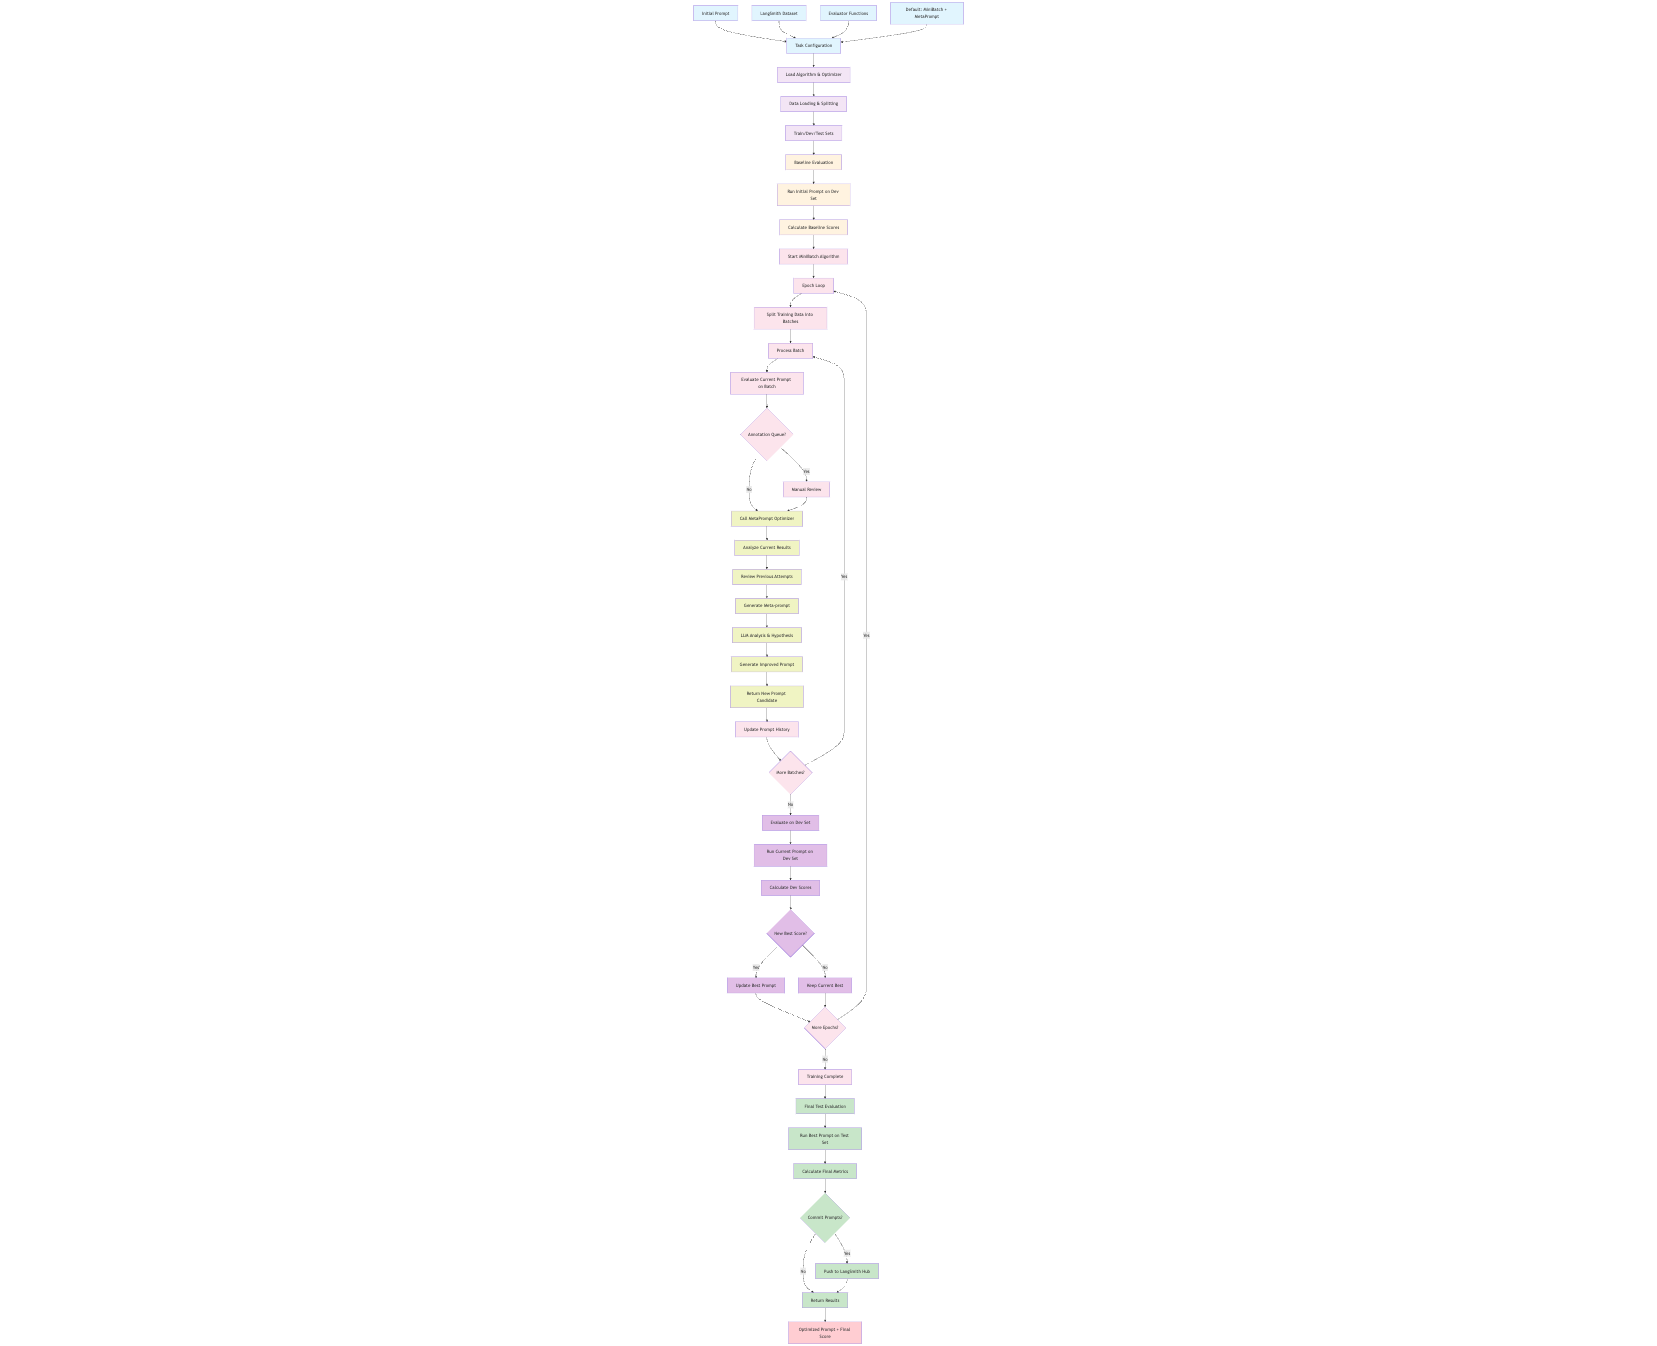 Initial Prompt
LangSmith Dataset
Evaluator Functions
Default: MiniBatch +
MetaPrompt
Task Configuration
Load Algorithm & Optimizer
Data Loading & Splitting
Train/Dev/Test Sets
Baseline Evaluation
Run Initial Prompt on Dev
Set
Calculate Baseline Scores
Start MiniBatch Algorithm
Epoch Loop
Split Training Data into
Batches
Process Batch
Evaluate Current Prompt
on Batch
Annotation Queue?
Yes
No
Manual Review
Call MetaPrompt Optimizer
Analyze Current Results
Review Previous Attempts
Yes
Generate Meta-prompt
LLM Analysis & Hypothesis
Yes
Generate Improved Prompt
Return New Prompt
Candidate
Update Prompt History
More Batches?
No
Evaluate on Dev Set
Run Current Prompt on
Dev Set
Calculate Dev Scores
New Best Score?
Yes
No
Update Best Prompt
Keep Current Best
More Epochs?
No
Training Complete
Final Test Evaluation
Run Best Prompt on Test
Set
Calculate Final Metrics
Commit Prompts?
Yes
No
Push to LangSmith Hub
Return Results
Optimized Prompt + Final
Score